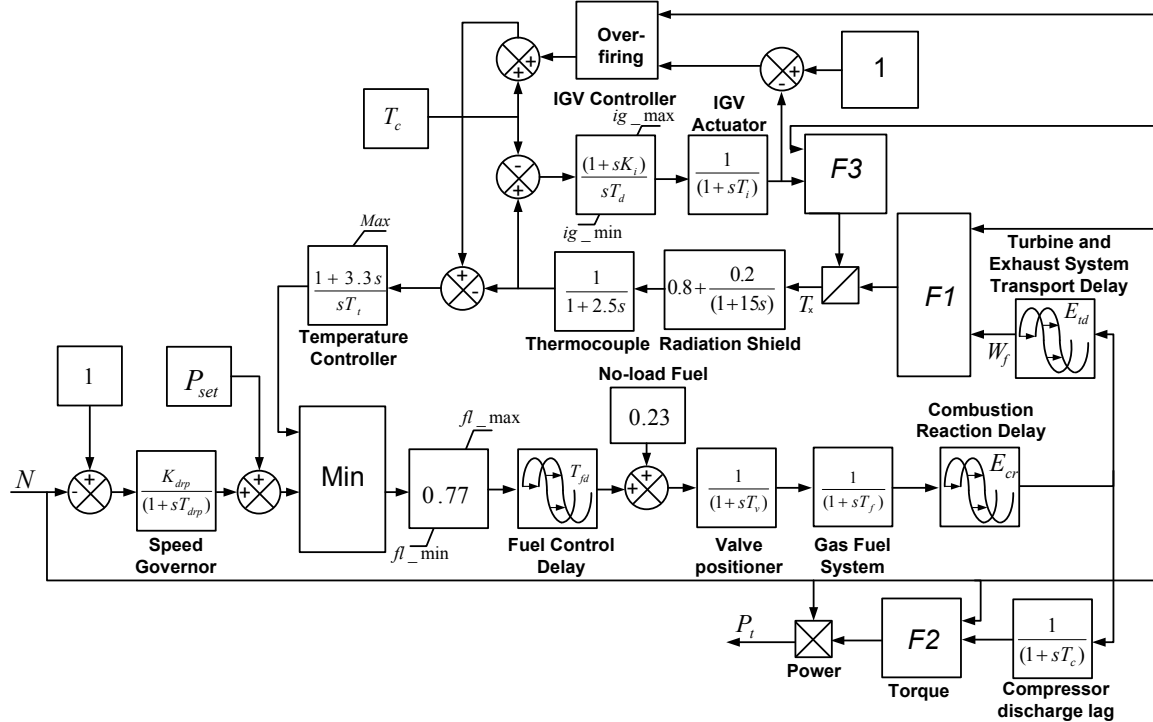 Over-
firing
+
+
+
-
1
IGV Controller
IGV
Actuator
T_c
ig_max
(1+sK_i)
sT_d
ig_min
1
(1+sT_i)
F3
-
+
Max
1+3.3s
sT_t
Temperature
Controller
+
-
1
1+2.5s
Thermocouple
0.8+
0.2
(1+15s)
Radiation Shield
T_x
F1
Turbine and
Exhaust System
Transport Delay
E_td
W_f
1
P_set
No-load Fuel
0.23
N
+
-
K_drp
(1+sT_drp)
Speed
Governor
+
+
Min
fl_max
0.77
fl_min
T_fd
Fuel Control
Delay
+
+
1
(1+sT_v)
Valve
positioner
1
(1+sT_f)
Gas Fuel
System
Combustion
Reaction Delay
E_cr
P_t
Power
F2
Torque
1
(1+sT_c)
Compressor
discharge lag